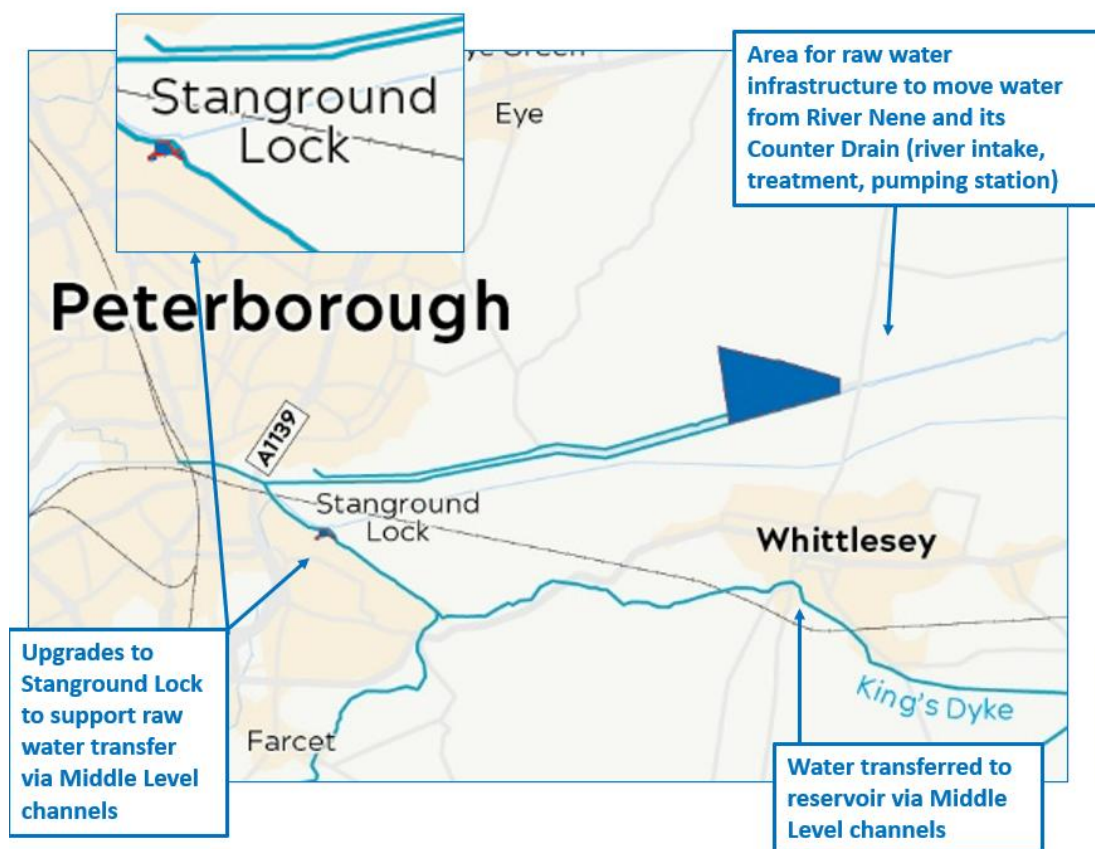 Stanground
Lock
ye Green
Eye
Area for raw water
infrastructure to move water
from River Nene and its
Counter Drain (river intake,
treatment, pumping station)
Peterborough
A1139
Stanground
Lock
Whittlesey
Upgrades to
Stanground Lock
to support raw
water transfer
via Middle Level
channels
Farcet
King's Dyke
Water transferred to
reservoir via Middle
Level channels